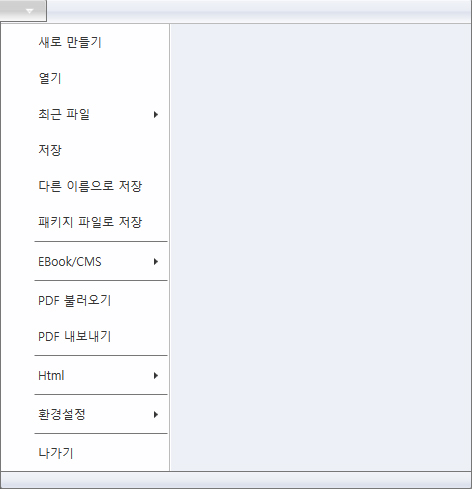 새로 만들기
열기
최근 파일
저장
다른 이름으로 저장
패키지 파일로 저장
EBook/CMS
PDF 불러오기
PDF 내보내기
Html
환경설정
나가기